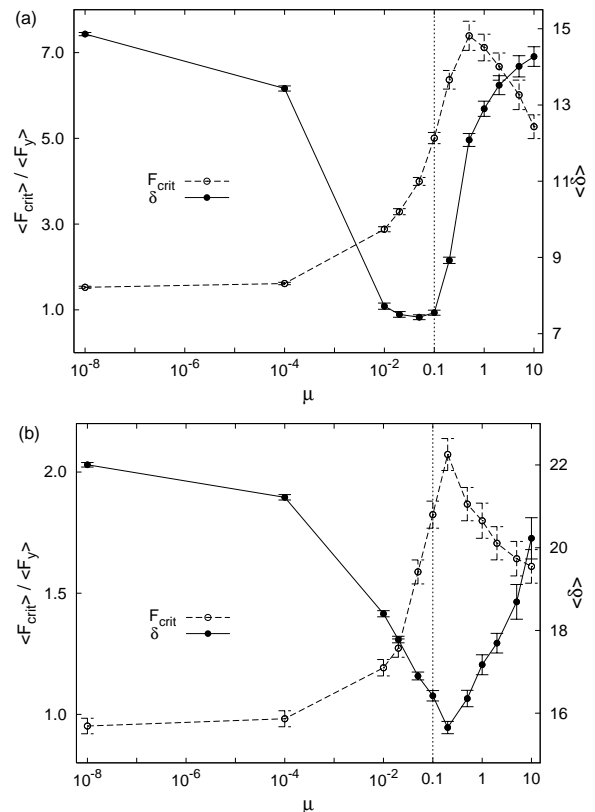 (a)
7.0
5.0
3.0
1.0
<F_crit> / <F_y>
15
13
11
9
7
<δ>
F_crit
δ
10^-8
10^-6
10^-4
10^-2
0.1
1
10
μ
(b)
2.0
1.5
1.0
<F_crit> / <F_y>
22
20
18
16
<δ>
F_crit
δ
10^-8
10^-6
10^-4
10^-2
0.1
1
10
μ